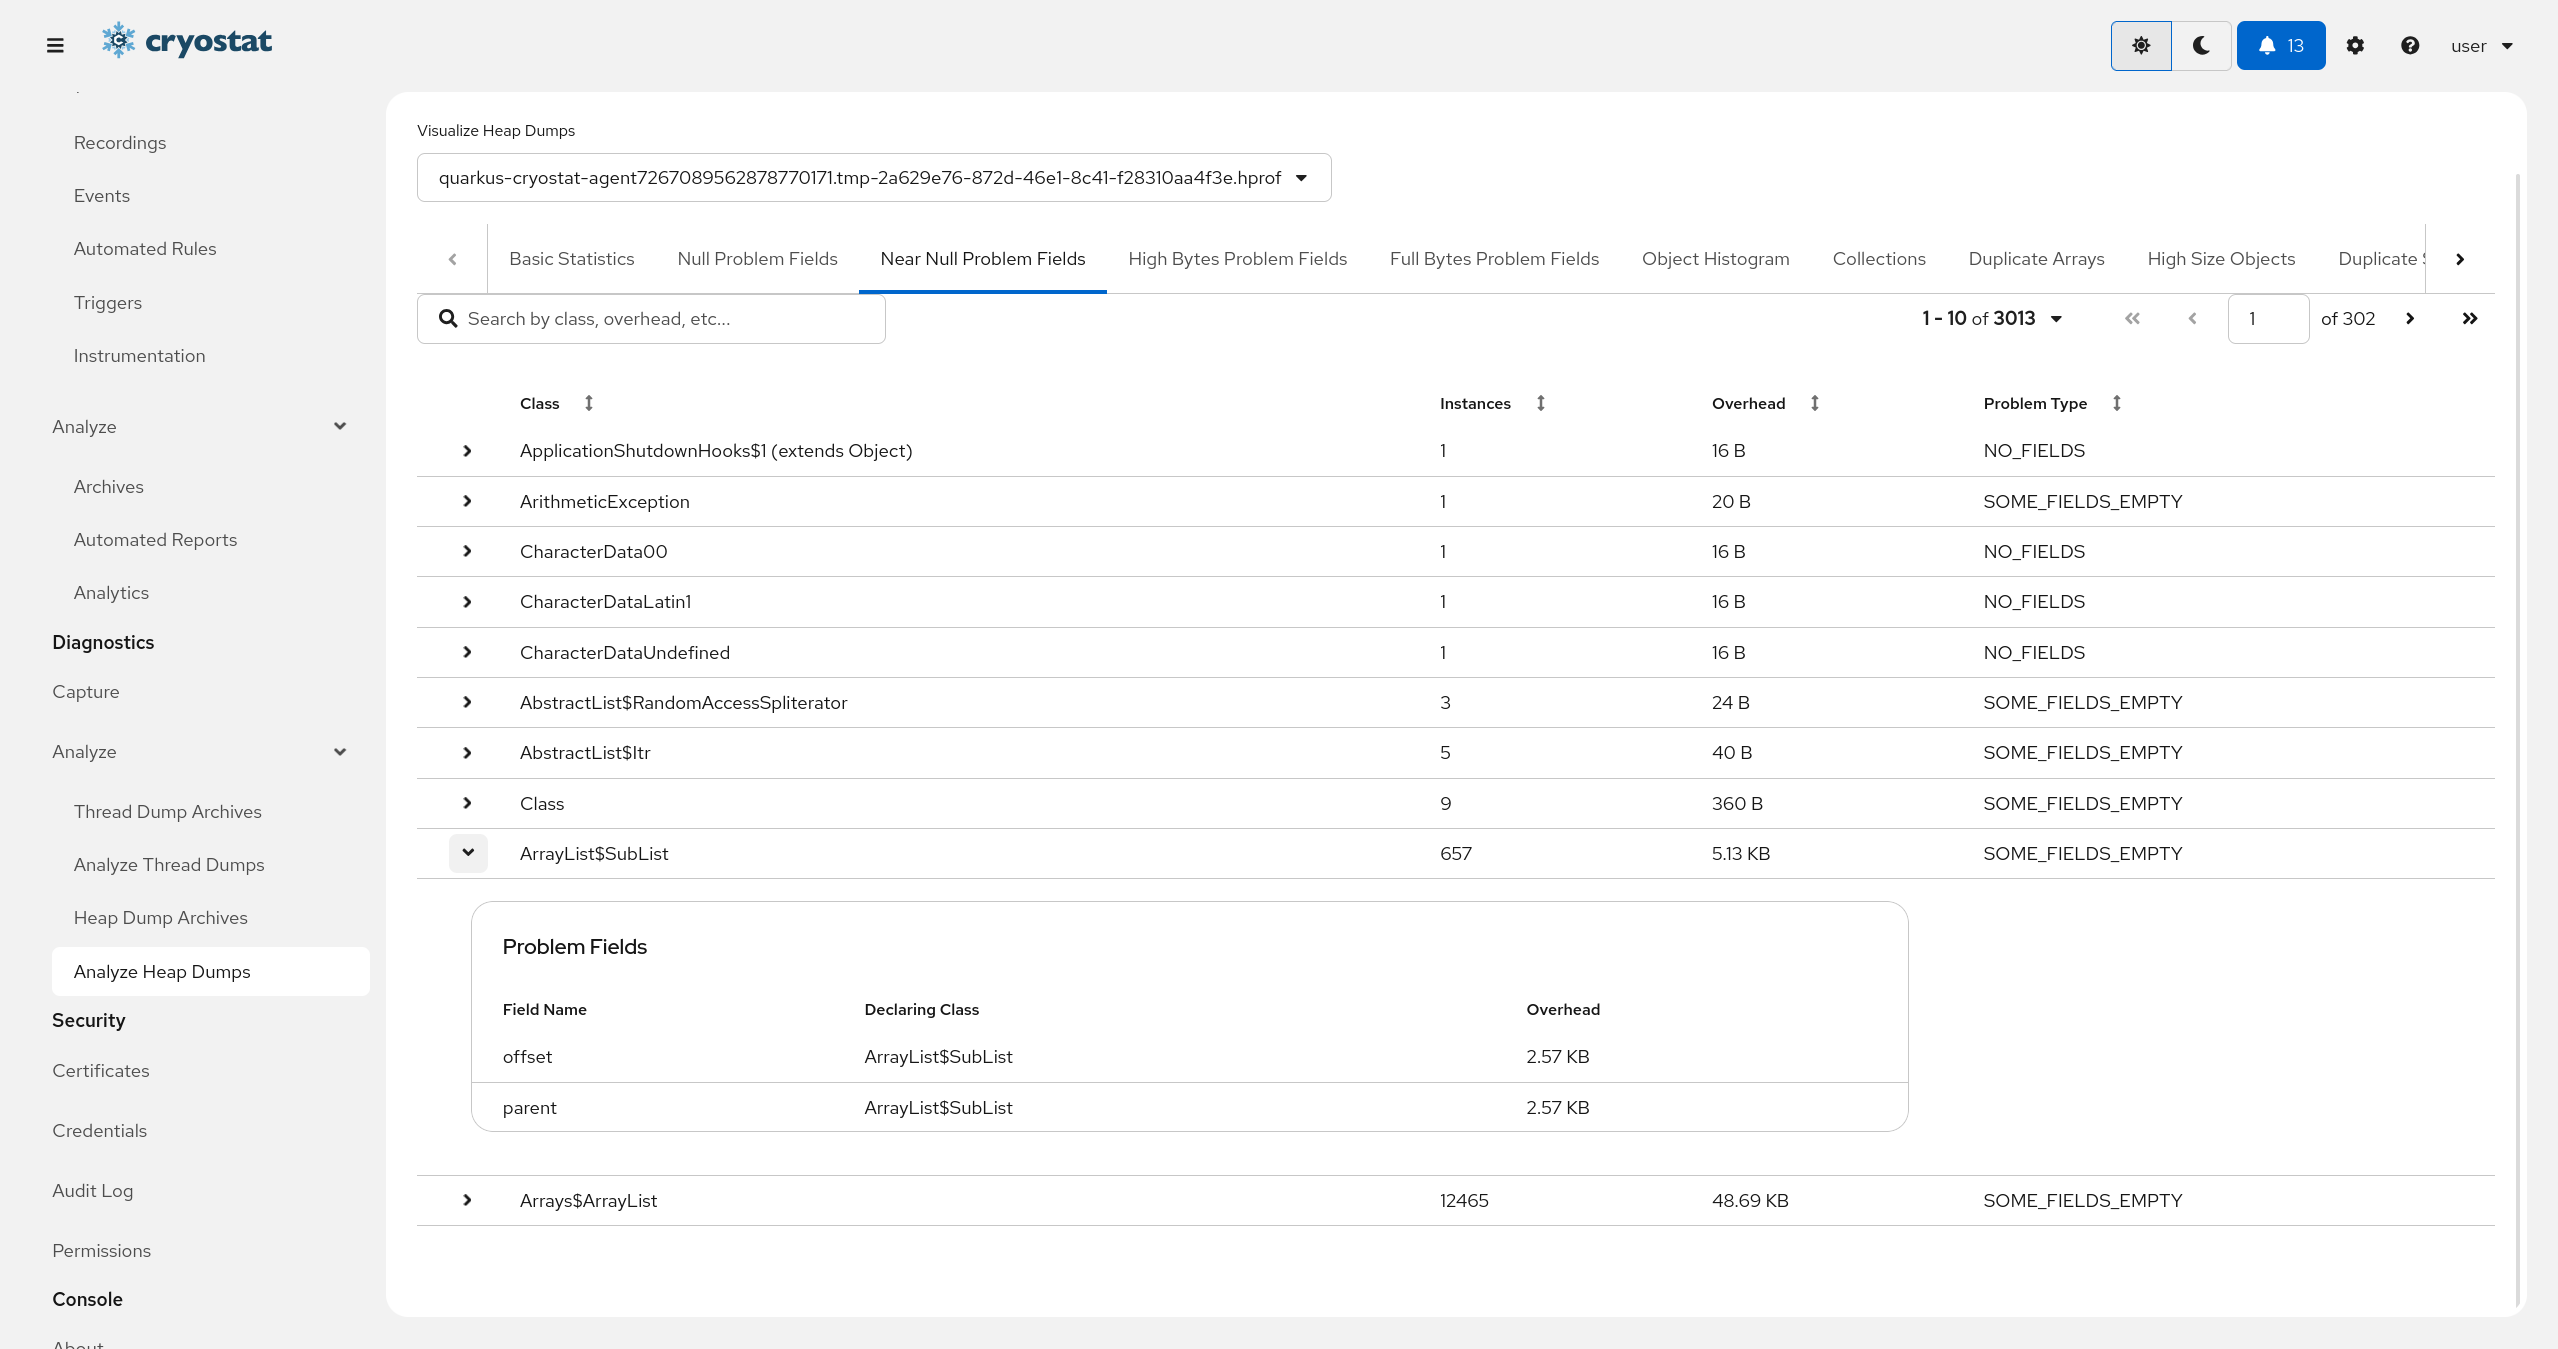 cryostat
13
user
Recordings
Events
Automated Rules
Triggers
Instrumentation
Analyze
Archives
Automated Reports
Analytics
Diagnostics
Capture
Analyze
Thread Dump Archives
Analyze Thread Dumps
Heap Dump Archives
Analyze Heap Dumps
Security
Certificates
Credentials
Audit Log
Permissions
Console
About
Visualize Heap Dumps
quarkus-cryostat-agent7267089562878770171.tmp-2a629e76-872d-46e1-8c41-f28310aa4f3e.hprof
Basic Statistics Null Problem Fields Near Null Problem Fields High Bytes Problem Fields Full Bytes Problem Fields Object Histogram Collections Duplicate Arrays High Size Objects Duplicate
Search by class, overhead, etc... 1 - 10 of 3013 1 of 302
Class Instances Overhead Problem Type
ApplicationShutdownHooks$1 (extends Object) 1 16 B NO_FIELDS
ArithmeticException 1 20 B SOME_FIELDS_EMPTY
CharacterData00 1 16 B NO_FIELDS
CharacterDataLatin1 1 16 B NO_FIELDS
CharacterDataUndefined 1 16 B NO_FIELDS
AbstractList$RandomAccessSpliterator 3 24 B SOME_FIELDS_EMPTY
AbstractList$Itr 5 40 B SOME_FIELDS_EMPTY
Class 9 360 B SOME_FIELDS_EMPTY
ArrayList$SubList 657 5.13 KB SOME_FIELDS_EMPTY
Problem Fields
Field Name Declaring Class Overhead
offset ArrayList$SubList 2.57 KB
parent ArrayList$SubList 2.57 KB
Arrays$ArrayList 12465 48.69 KB SOME_FIELDS_EMPTY